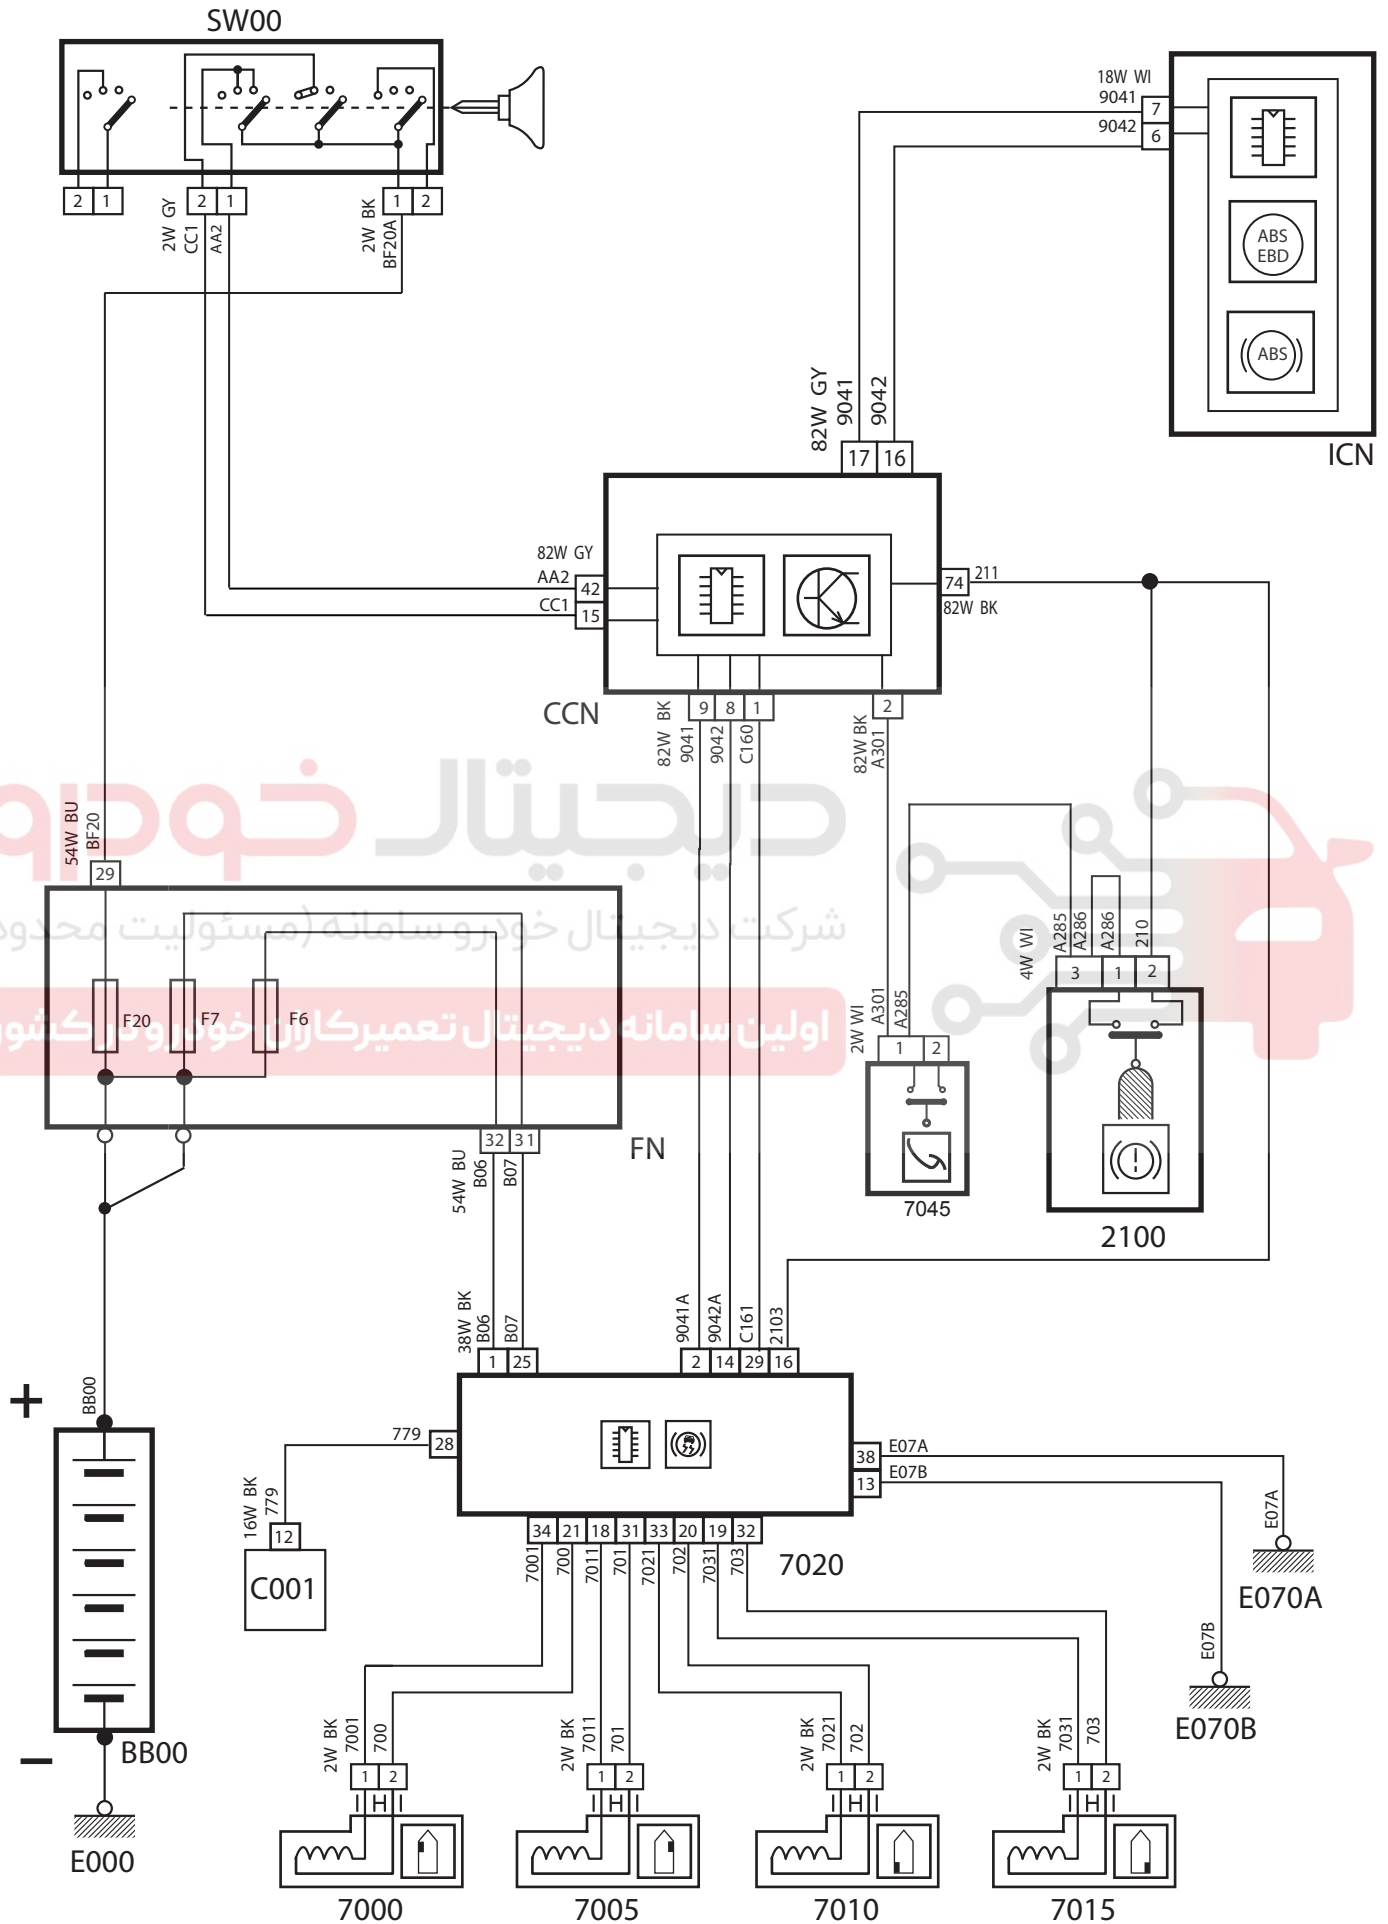 SW00
2 1
2 1
1 2
2W GY
CC1
AA2
2W BK
BF20A
18W WI
9041
9042
7
6
ABS
EBD
ABS
ICN
82W GY
9041
9042
17 16
82W GY
AA2
CC1
42
15
74
211
82W BK
CCN
9 8 1
2
82W BK
9041
9042
C160
82W BK
A301
دیجیتال خودرو
شرکت دیجیتال خودرو سامانه (مسئولیت محدود
اولین سامانه دیجیتال تعمیرکاران خودرو در کشور
54W BU
BF20
29
F20
F7
F6
32 31
FN
54W BU
B06
B07
4W WI
A285
A286
A286
210
3 1 2
2100
2W WI
A301
A285
1 2
7045
38W BK
B06
B07
1 25
9041A
9042A
C161
2103
2 14 29 16
779
28
16W BK
779
12
C001
38
13
E07A
E07B
E07A
E070A
E07B
E070B
34 21 18 31 33 20 19 32
7001
700
7011
701
7021
702
7031
703
7020
+
BB00
−
BB00
E000
2W BK
7001
700
1 2
7000
2W BK
7011
701
1 2
7005
2W BK
7021
702
1 2
7010
2W BK
7031
703
1 2
7015